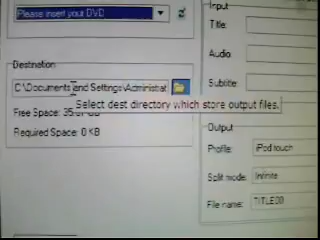 Please insert your DVD
Input
Title:
Audio
Subtitle:
Destination
C:\Documents and Settings\Administrat
Select dest directory which store output files.
Free Space: 35.
Required Space: 0 KB
Output
Profile: iPod touch
Split mode: Infinite
File name: TITLE00